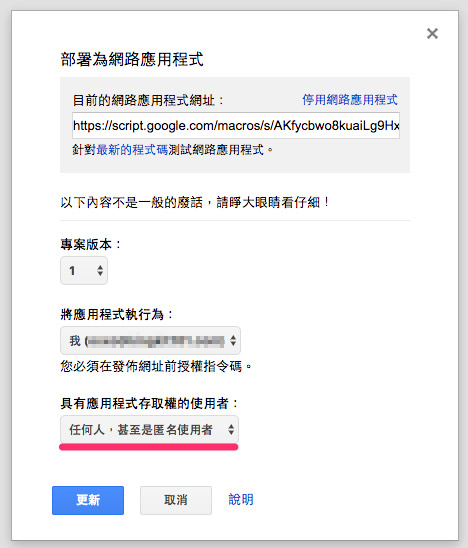 部署為網路應用程式
目前的網路應用程式網址： 停用網路應用程式
https://script.google.com/macros/s/AKfycbwo8kuaiLg9Hx
針對最新的程式碼測試網路應用程式。
以下內容不是一般的廢話，請睜大眼睛看仔細！
專案版本：
1
將應用程式執行為：
我 (
您必須在發佈網址前授權指令碼。
具有應用程式存取權的使用者：
任何人，甚至是匿名使用者
更新 取消 說明